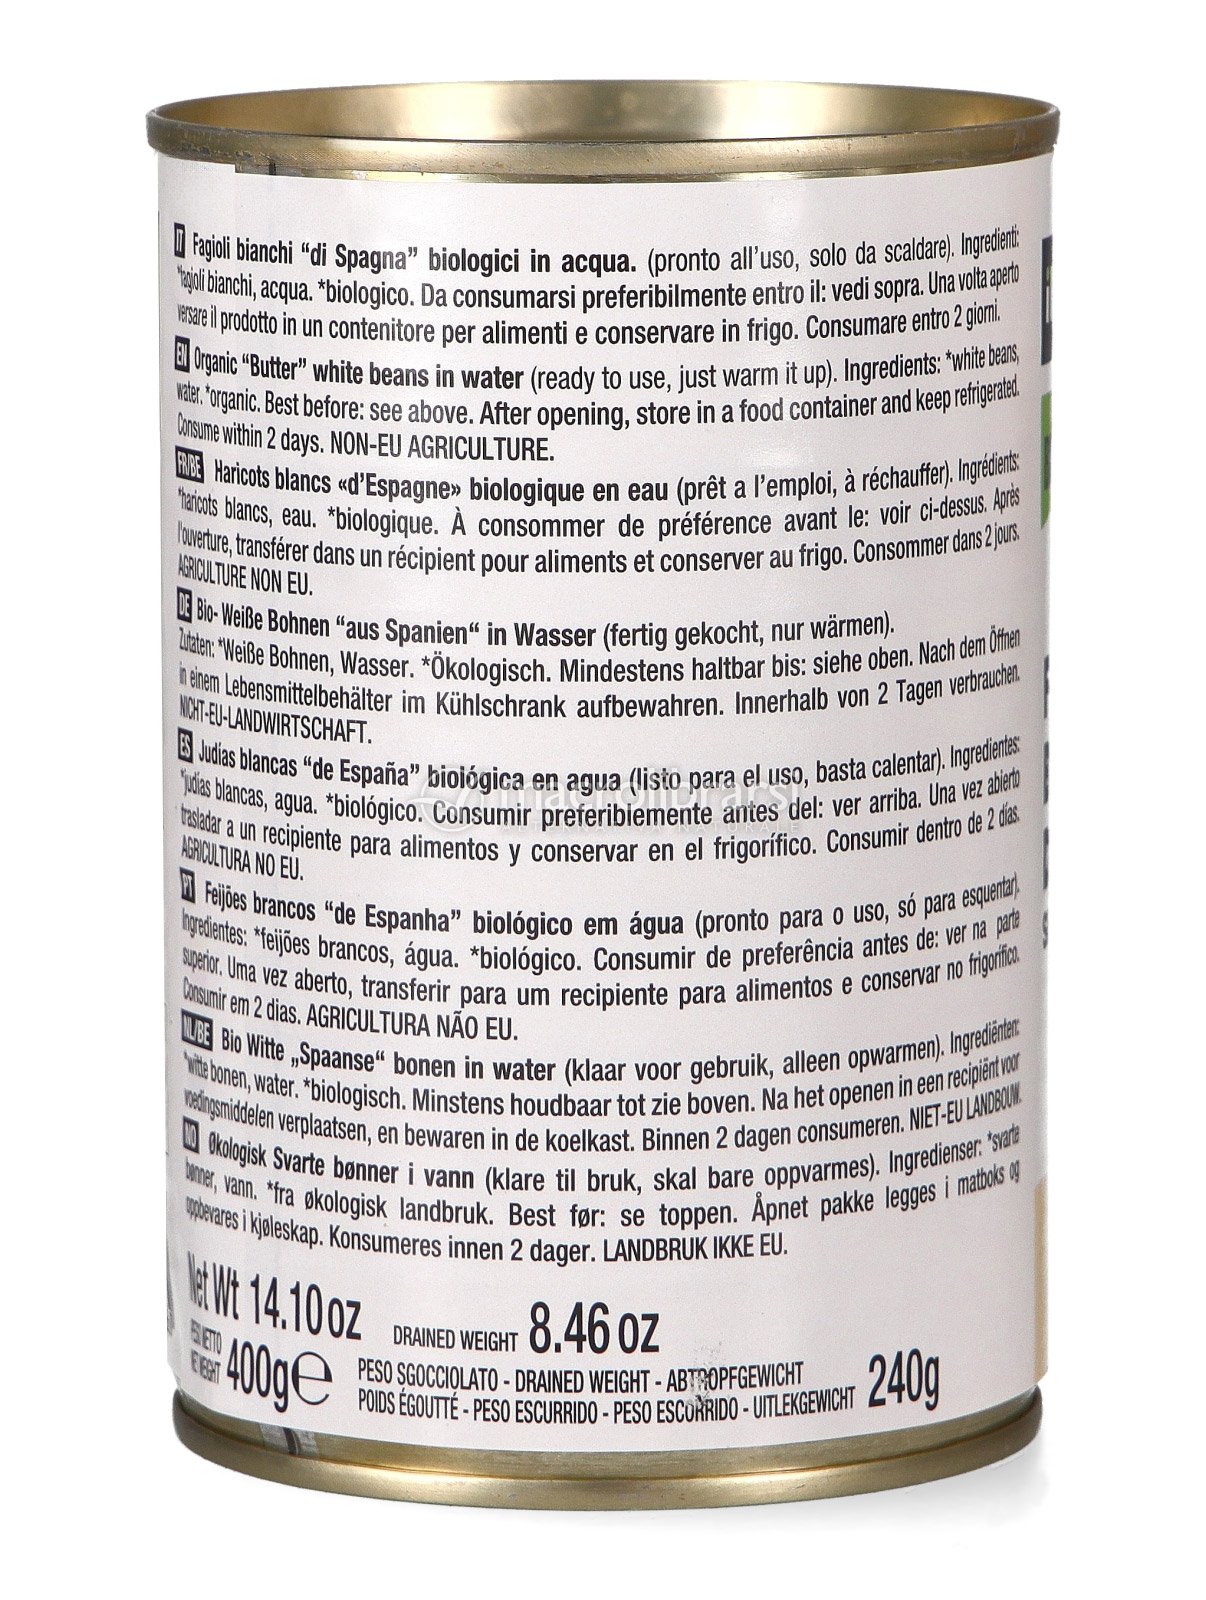 IT Fagioli bianchi "di Spagna" biologici in acqua. (pronto all'uso, solo da scaldare). Ingredienti:
*fagioli bianchi, acqua. *biologico. Da consumarsi preferibilmente entro il: vedi sopra. Una volta aperto
versare il prodotto in un contenitore per alimenti e conservare in frigo. Consumare entro 2 giorni.
EN Organic "Butter" white beans in water (ready to use, just warm it up). Ingredients: *white beans,
water. *organic. Best before: see above. After opening, store in a food container and keep refrigerated.
Consume within 2 days. NON-EU AGRICULTURE.
FR/BE Haricots blancs «d'Espagne» biologique en eau (prêt a l'emploi, à réchauffer). Ingrédients:
*haricots blancs, eau. *biologique. À consommer de préférence avant le: voir ci-dessus. Après
l'ouverture, transférer dans un récipient pour aliments et conserver au frigo. Consommer dans 2 jours.
AGRICULTURE NON EU.
DE Bio- Weiße Bohnen "aus Spanien" in Wasser (fertig gekocht, nur wärmen).
Zutaten: *Weiße Bohnen, Wasser. *Ökologisch. Mindestens haltbar bis: siehe oben. Nach dem Öffnen
in einem Lebensmittelbehälter im Kühlschrank aufbewahren. Innerhalb von 2 Tagen verbrauchen.
NICHT-EU-LANDWIRTSCHAFT.
ES Judías blancas "de España" biológica en agua (listo para el uso, basta calentar). Ingredientes:
*judías blancas, agua. *biológico. Consumir preferiblemente antes del: ver arriba. Una vez abierto
trasladar a un recipiente para alimentos y conservar en el frigorífico. Consumir dentro de 2 días.
AGRICULTURA NO EU.
macrolibrarsi
PT Feijões brancos "de Espanha" biológico em água (pronto para o uso, só para esquentar).
Ingredientes: *feijões brancos, água. *biológico. Consumir de preferência antes de: ver na parte
superior. Uma vez aberto, transferir para um recipiente para alimentos e conservar no frigorífico.
Consumir em 2 dias. AGRICULTURA NÃO EU.
NL/BE Bio Witte „Spaanse" bonen in water (klaar voor gebruik, alleen opwarmen). Ingrediënten:
*witte bonen, water. *biologisch. Minstens houdbaar tot zie boven. Na het openen in een recipiënt voor
voedingsmiddelen verplaatsen, en bewaren in de koelkast. Binnen 2 dagen consumeren. NIET-EU LANDBOUW.
NO Økologisk Svarte bønner i vann (klare til bruk, skal bare oppvarmes). Ingredienser: *svarte
bønner, vann. *fra økologisk landbruk. Best før: se toppen. Åpnet pakke legges i matboks og
oppbevares i kjøleskap. Konsumeres innen 2 dager. LANDBRUK IKKE EU.
Net Wt 14.10 oz DRAINED WEIGHT 8.46 oz
PESO NETTO
NET WEIGHT 400g e
PESO SGOCCIOLATO - DRAINED WEIGHT - ABTROPFGEWICHT
POIDS ÉGOUTTÉ - PESO ESCURRIDO - PESO ESCORRIDO - UITLEKGEWICHT 240g